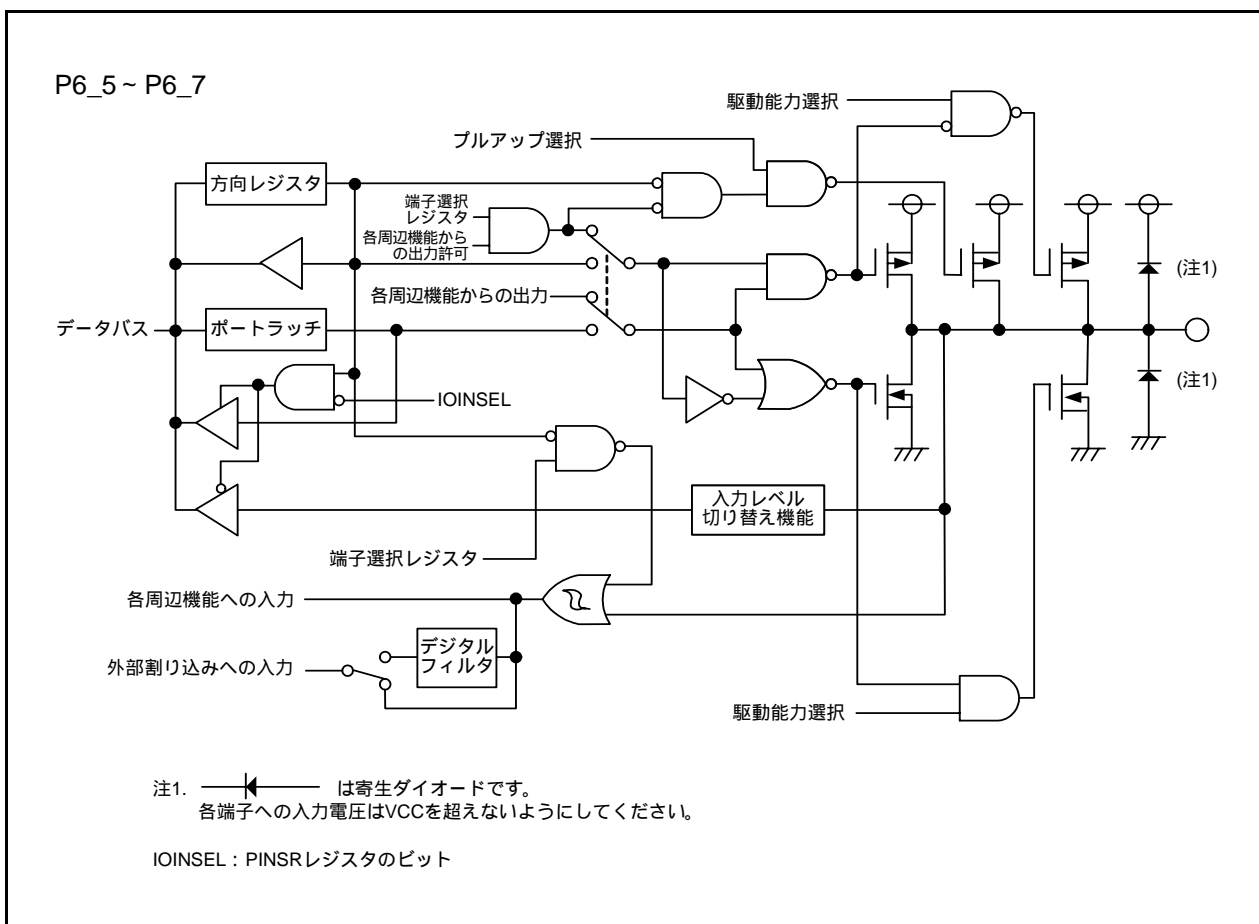 P6_5 ~ P6_7
駆動能力選択
プルアップ選択
方向レジスタ
端子選択
レジスタ
各周辺機能から
の出力許可
(注1)
各周辺機能からの出力
データバス
ポートラッチ
(注1)
IOINSEL
入力レベル
切り替え機能
端子選択レジスタ
各周辺機能への入力
デジタル
フィルタ
外部割り込みへの入力
駆動能力選択
注1. は寄生ダイオードです。
各端子への入力電圧はVCCを超えないようにしてください。
IOINSEL : PINSRレジスタのビット